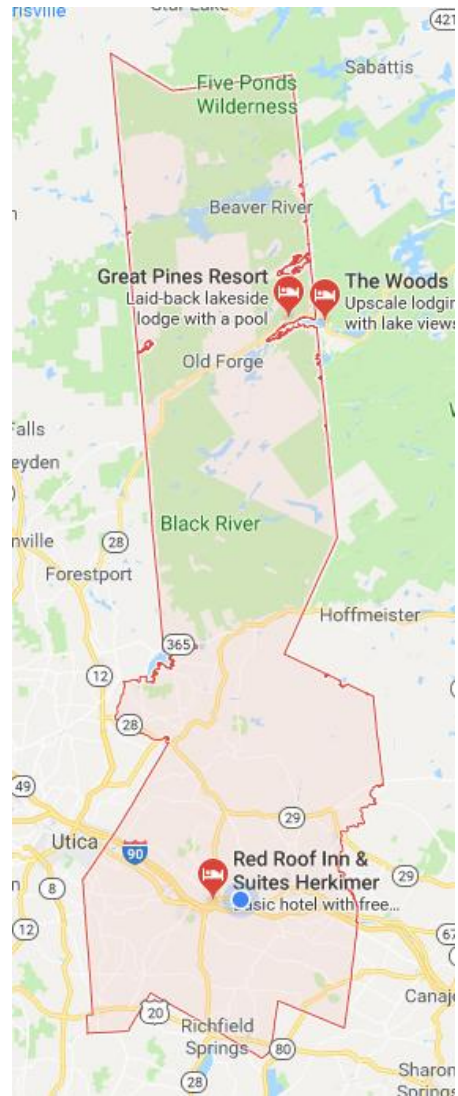 421
Sabattis
Five Ponds
Wilderness
Beaver River
Great Pines Resort
Laid-back lakeside
lodge with a pool
The Woods
Upscale lodgin
with lake views
Old Forge
Falls
eyden
Black River
28
nville
Forestport
Hoffmeister
365
12
28
49
29
Utica
90
Red Roof Inn &
Suites Herkimer
basic hotel with free...
8
29
12
67
Canaj
20
Richfield
Springs
80
28
Sharon
Springs